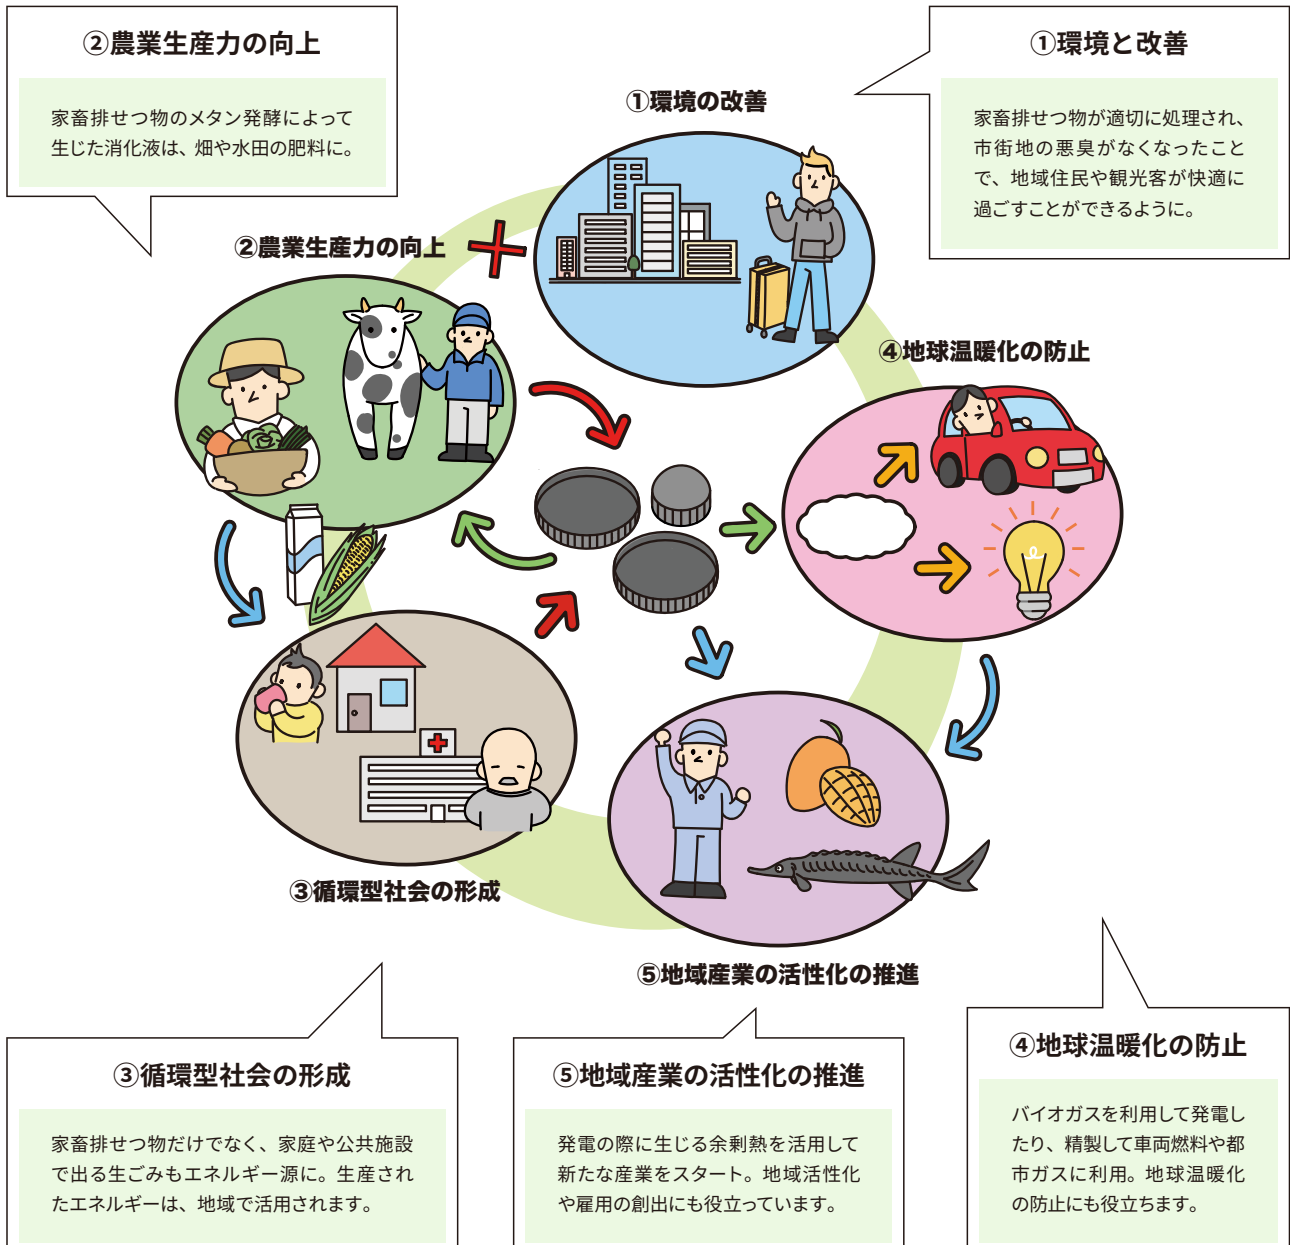 ②農業生産力の向上
家畜排せつ物のメタン発酵によって
生じた消化液は、畑や水田の肥料に。
①環境と改善
家畜排せつ物が適切に処理され、
市街地の悪臭がなくなったこと
で、地域住民や観光客が快適に
過ごすことができるように。
①環境の改善
②農業生産力の向上
④地球温暖化の防止
③循環型社会の形成
⑤地域産業の活性化の推進
③循環型社会の形成
家畜排せつ物だけでなく、家庭や公共施設
で出る生ごみもエネルギー源に。生産され
たエネルギーは、地域で活用されます。
⑤地域産業の活性化の推進
発電の際に生じる余剰熱を活用して
新たな産業をスタート。地域活性化
や雇用の創出にも役立っています。
④地球温暖化の防止
バイオガスを利用して発電し
たり、精製して車両燃料や都
市ガスに利用。地球温暖化
の防止にも役立ちます。